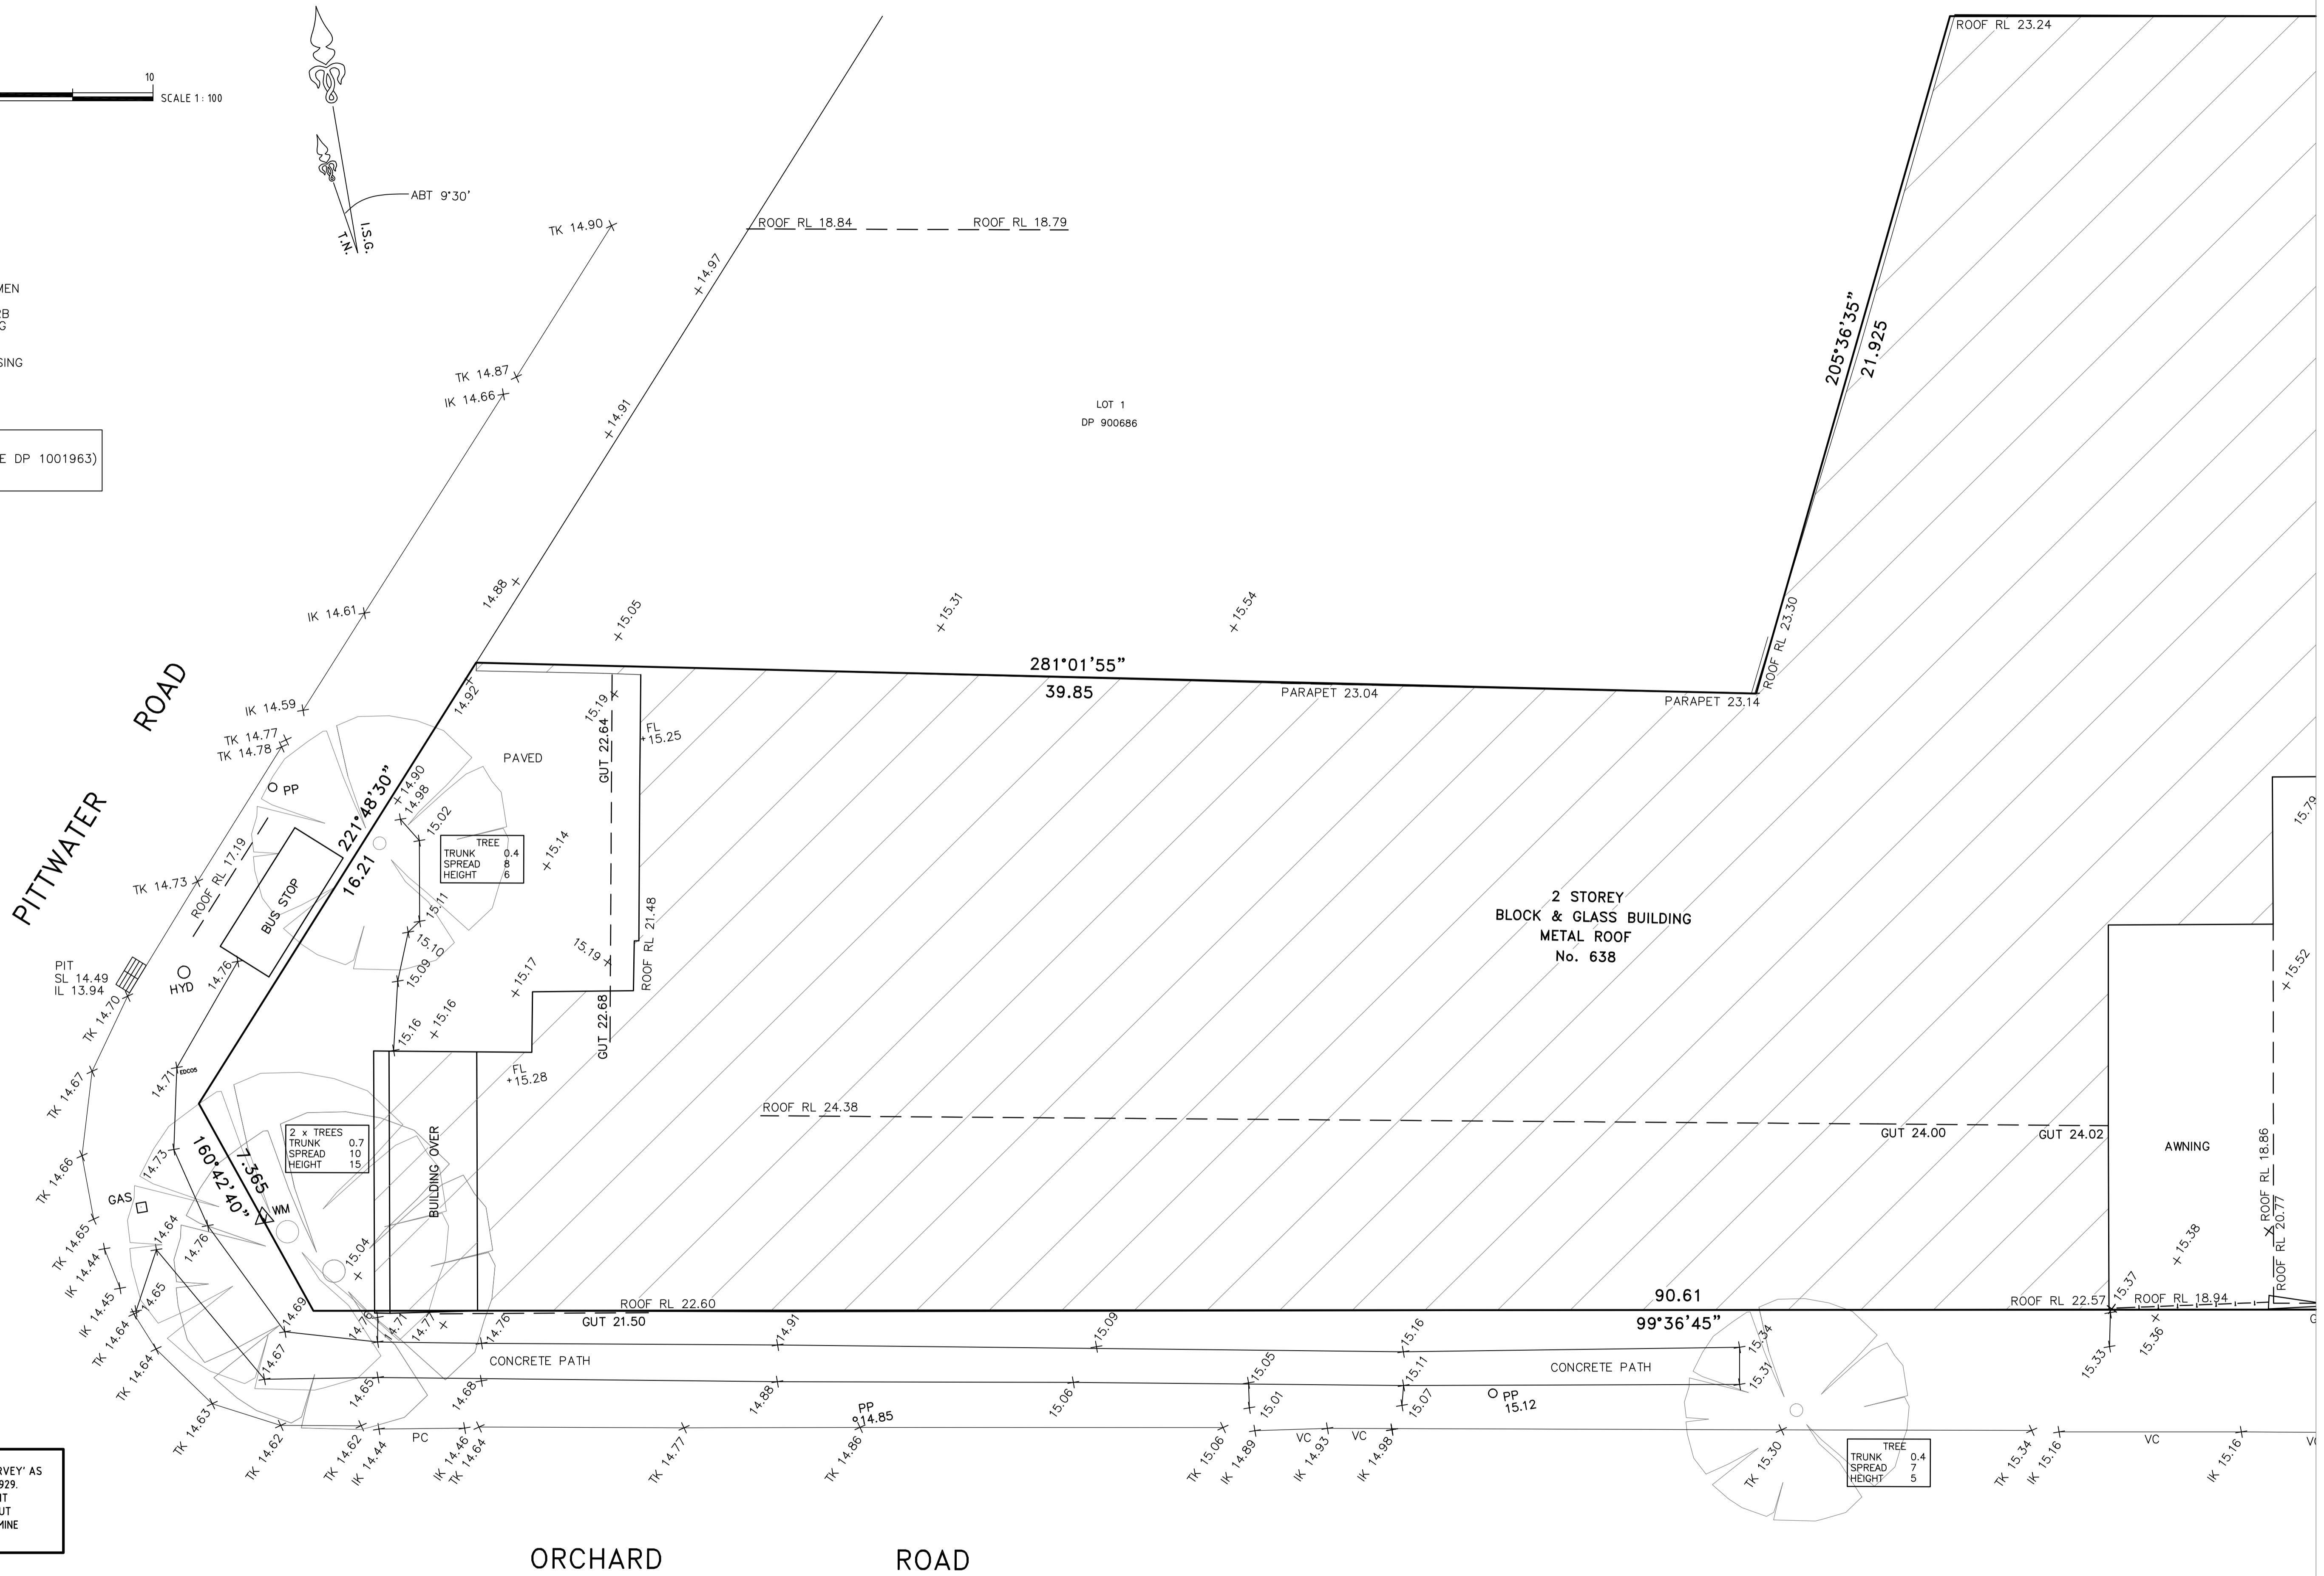 10
SCALE 1 : 100
ABT 9°30'
T.N.
I.S.G.
MEN
RB
G
SING
E DP 1001963)
ROOF RL 23.24
TK 14.90
ROOF RL 18.84
ROOF RL 18.79
14.97
TK 14.87
IK 14.66
14.91
LOT 1
DP 900686
205°36'35"
21.925
14.88
IK 14.61
15.05
15.31
15.54
ROOF RL 23.30
281°01'55"
39.85
PARAPET 23.04
PARAPET 23.14
PITTWATER
ROAD
IK 14.59
TK 14.77
TK 14.78
14.92
15.19
GUT 22.64
FL
15.25
PAVED
PP
221°48'30"
16.21
14.90
14.98
15.02
TREE
TRUNK 0.4
SPREAD 8
HEIGHT 6
15.14
15.79
TK 14.73
ROOF RL 17.19
BUS STOP
15.11
15.10
15.09
15.19
ROOF RL 21.48
15.17
15.16
15.16
GUT 22.68
2 STOREY
BLOCK & GLASS BUILDING
METAL ROOF
No. 638
15.52
PIT
SL 14.49
IL 13.94
HYD
14.76
TK 14.70
TK 14.67
14.71
EDCOS
FL
15.28
ROOF RL 24.38
GUT 24.00
GUT 24.02
AWNING
ROOF RL 18.86
ROOF RL 20.77
2 x TREES
TRUNK 0.7
SPREAD 10
HEIGHT 15
BUILDING OVER
TK 14.66
14.73
7.365
160°42'40"
GAS
WM
TK 14.65
14.64
14.76
IK 14.44
15.04
IK 14.45
14.65
TK 14.64
15.38
15.37
ROOF RL 22.60
90.61
ROOF RL 22.57
ROOF RL 18.94
GUT 21.50
99°36'45"
G
14.69
14.76
14.71
14.77
14.76
14.91
15.09
15.16
15.34
15.33
15.36
TK 14.64
14.67
CONCRETE PATH
CONCRETE PATH
14.65
14.68
14.88
15.06
15.05
15.01
15.11
15.07
15.31
PP
15.12
PP
14.85
TK 14.63
TK 14.62
TK 14.62
IK 14.44
PC
IK 14.46
TK 14.64
TK 14.77
TK 14.86
TK 15.06
IK 14.89
VC
IK 14.93
VC
IK 14.98
TK 15.30
TREE
TRUNK 0.4
SPREAD 7
HEIGHT 5
TK 15.34
IK 15.16
VC
IK 15.16
RVEY' AS
929.
IT
UT
MINE
ORCHARD ROAD